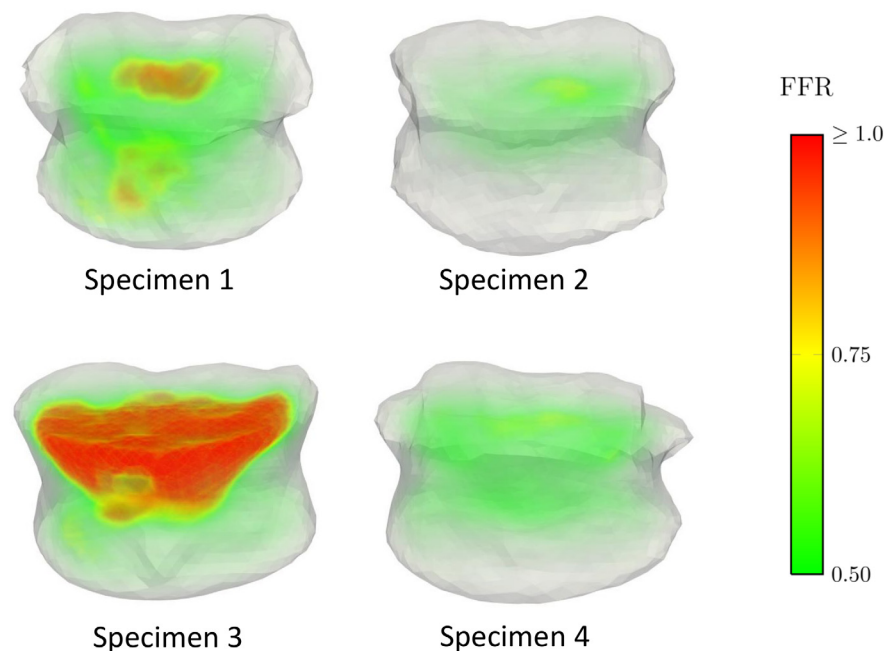 Specimen 1
Specimen 2
Specimen 3
Specimen 4
FFR
≥ 1.0
0.75
0.50